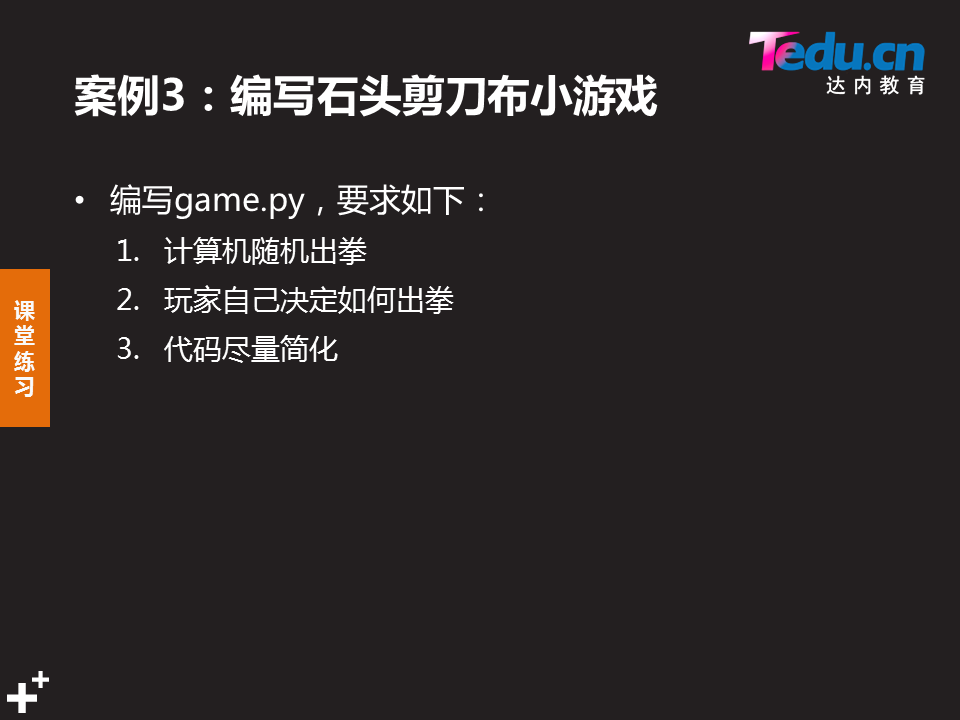 Tedu.cn
达内教育
案例3：编写石头剪刀布小游戏
• 编写game.py，要求如下：
1. 计算机随机出拳
2. 玩家自己决定如何出拳
3. 代码尽量简化
课堂练习